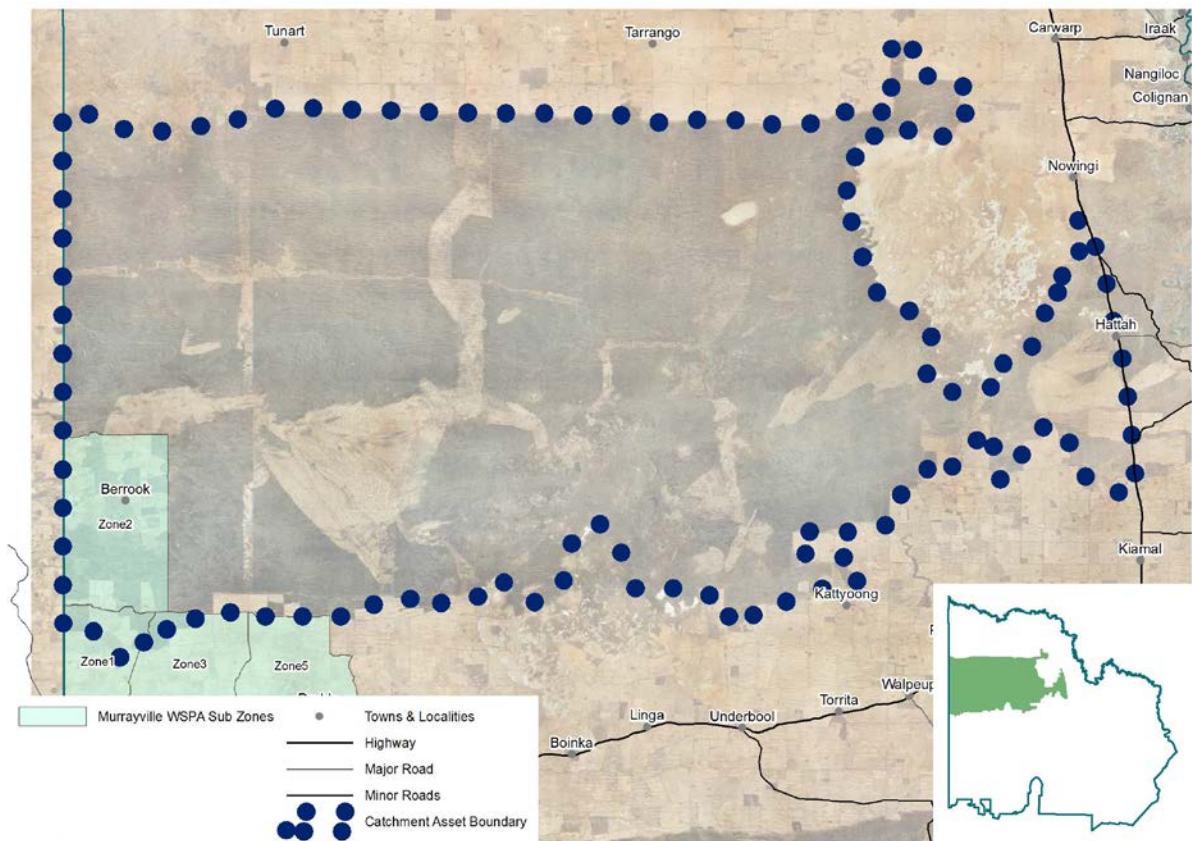 Tunart
Tarrango
Carwarp
Iraak
Nangiloc
Colignan
Nowingi
Hattah
Berrook
Zone2
Kiamal
Kattyoong
Zone1
Zone3
Zone5
Walpeup
Torrita
Linga
Underbool
Boinka
Murrayville WSPA Sub Zones
Towns & Localities
Highway
Major Road
Minor Roads
Catchment Asset Boundary